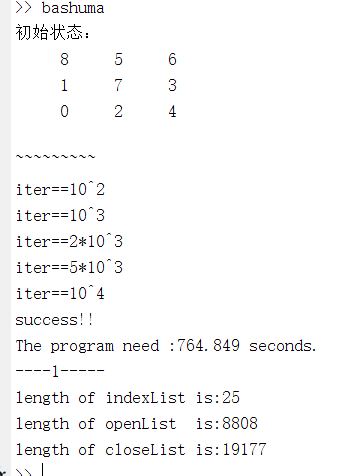 >> bashuma
初始状态:
8 5 6
1 7 3
0 2 4
~~~~~~~~~
iter==10^2
iter==10^3
iter==2*10^3
iter==5*10^3
iter==10^4
success!!
The program need :764.849 seconds.
----1-----
length of indexList is:25
length of openList  is:8808
length of closeList is:19177
>>